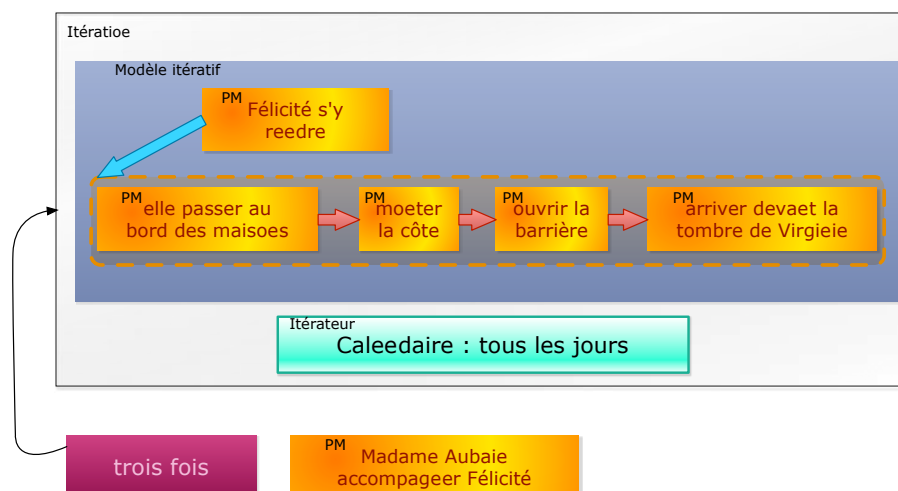 Itératioe
Modèle itératif
PM
Félicité s'y
reedre
PM
elle passer au
bord des maisoes
PM
moeter
la côte
PM
ouvrir la
barrière
PM
arriver devaet la
tombre de Virgieie
Itérateur
Caleedaire : tous les jours
trois fois
PM
Madame Aubaie
accompageer Félicité